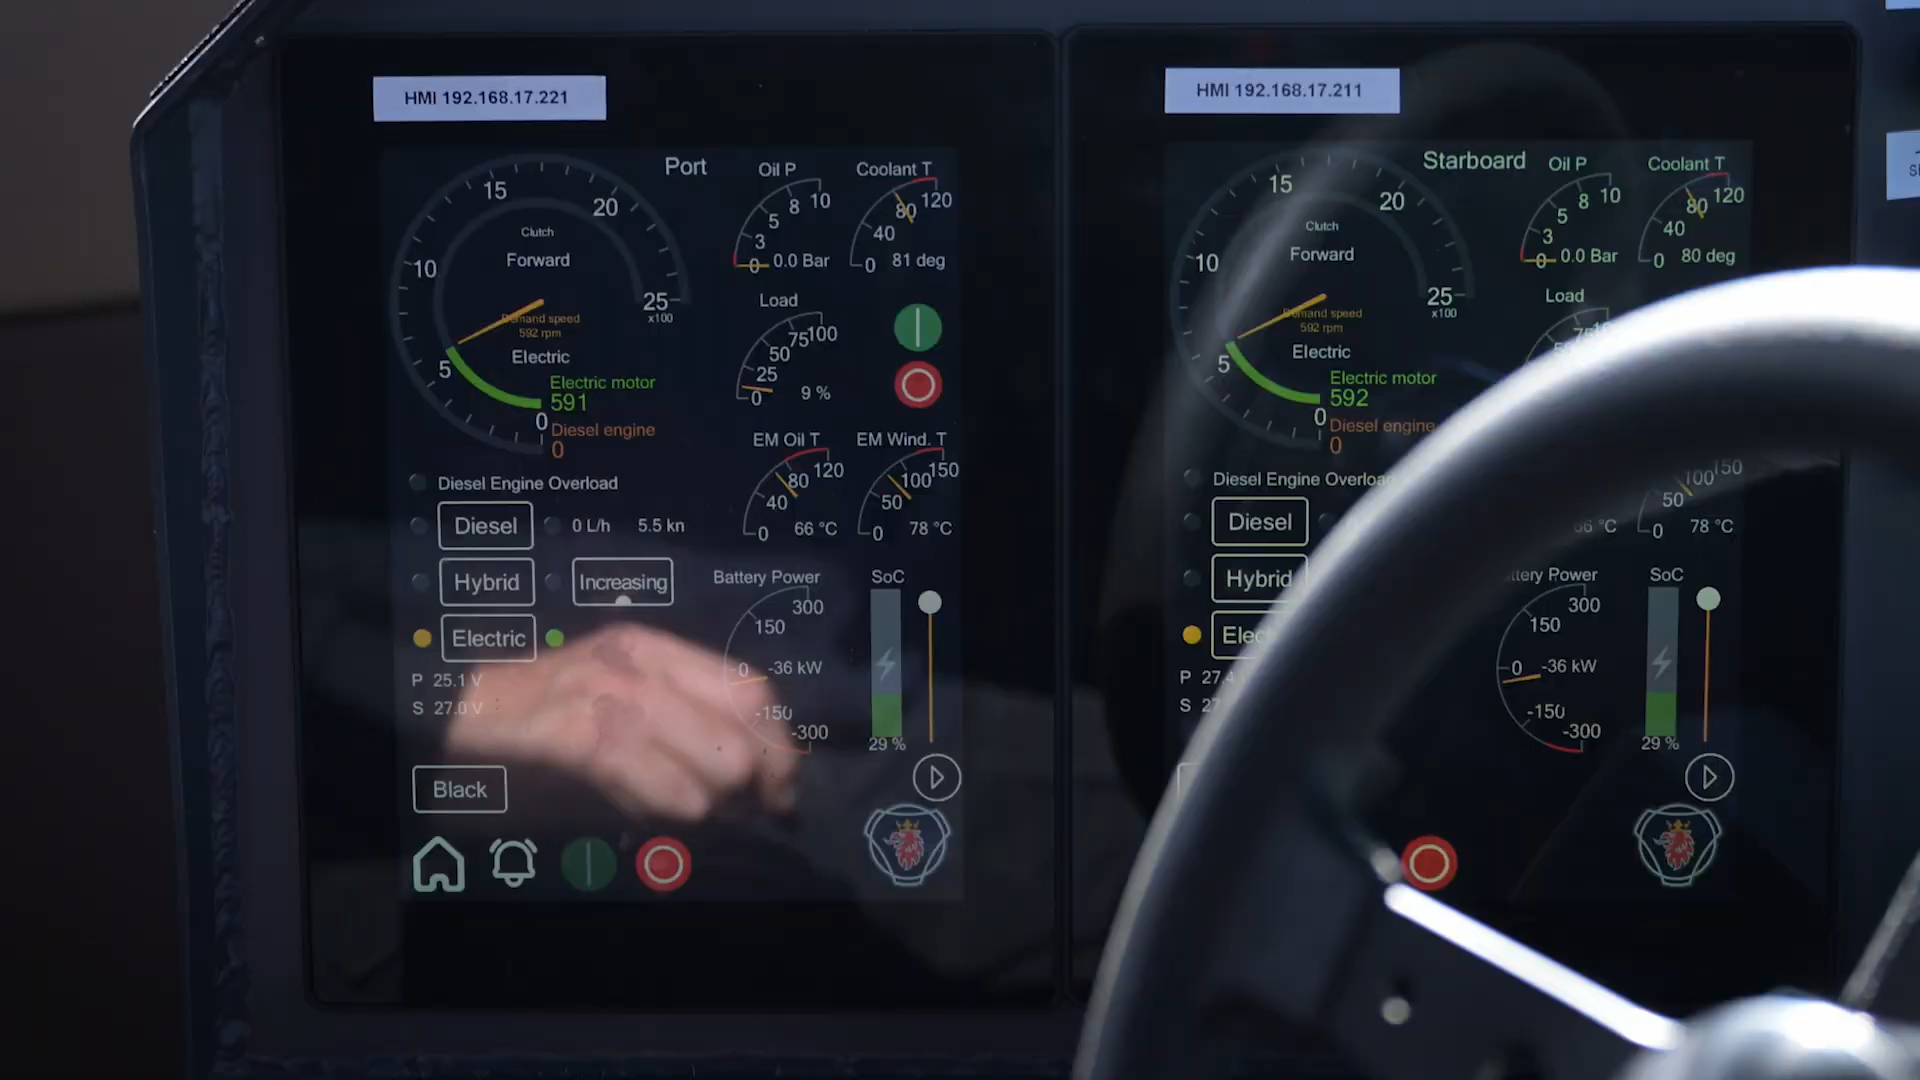 HMI 192.168.17.221
Port
15
20
10
25
x100
5
0
Clutch
Forward
Demand speed
592 rpm
Electric
Electric motor
591
Diesel engine
0
Oil P
10
8
5
3
0
0.0 Bar
Coolant T
120
80
40
0
81 deg
Load
100
75
50
25
0
9 %
EM Oil T
120
80
40
0
66 °C
EM Wind. T
150
100
50
0
78 °C
Diesel Engine Overload
Diesel
0 L/h
5.5 kn
Hybrid
Increasing
Electric
P 25.1 V
S 27.0 V
Battery Power
300
150
0
-36 kW
-150
-300
SoC
29 %
Black
HMI 192.168.17.211
Starboard
15
20
10
25
x100
5
0
Clutch
Forward
Demand speed
592 rpm
Electric
Electric motor
592
Diesel engine
0
Oil P
10
8
5
3
0
0.0 Bar
Coolant T
120
80
40
0
80 deg
Load
150
100
50
0
78 °C
Diesel Engine
Diesel
Hybrid
P
S
Power
300
150
0
-36 kW
-150
-300
SoC
29 %